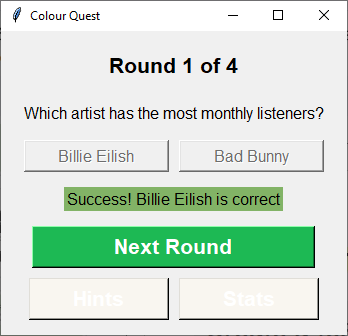 Colour Quest
Round 1 of 4
Which artist has the most monthly listeners?
Billie Eilish
Bad Bunny
Success! Billie Eilish is correct
Next Round
Hints
Stats